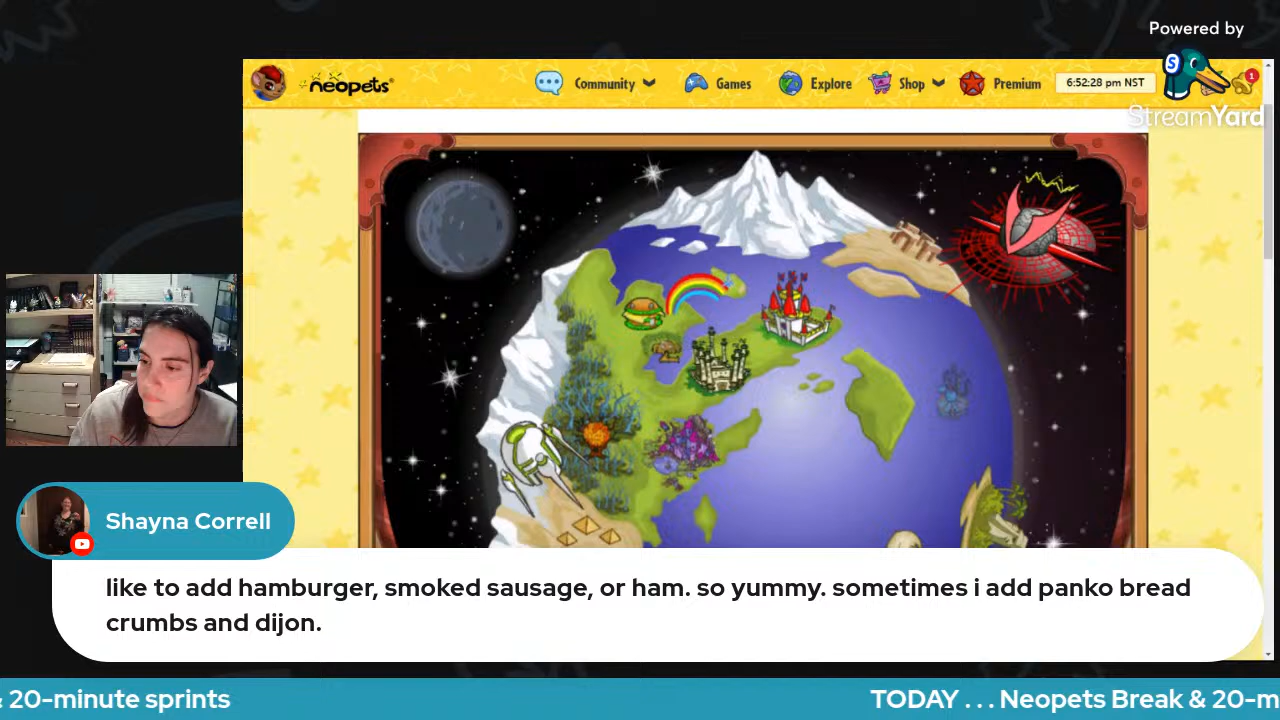 Powered by
StreamYard
neopets
Community
Games
Explore
Shop
Premium
6:52:28 pm NST
1
S
Shayna Correll
like to add hamburger, smoked sausage, or ham. so yummy. sometimes i add panko bread
crumbs and dijon.
& 20-minute sprints
TODAY . . . Neopets Break & 20-m